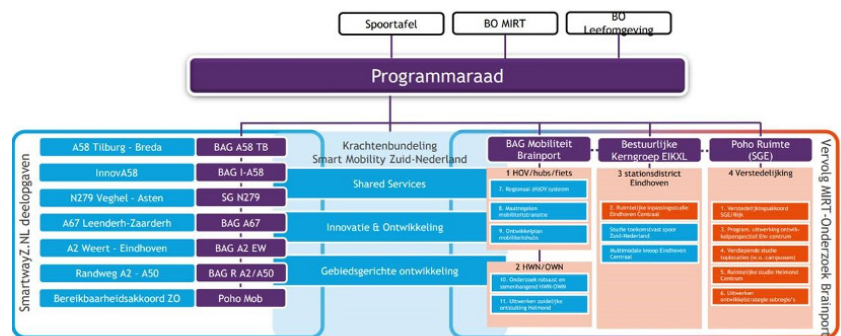 Spoortafel
BO MIRT
BO
Leefomgeving
Programmaraad
SmartwayZ.NL deelopgaven
A58 Tilburg - Breda
BAG A58 TB
InnovA58
BAG I-A58
N279 Veghel - Asten
SG N279
A67 Leenderh-Zaarderh
BAG A67
A2 Weert - Eindhoven
BAG A2 EW
Randweg A2 - A50
BAG R A2/A50
Bereikbaarheidsakkoord ZO
Poho Mob
Krachtenbundeling
Smart Mobility Zuid-Nederland
Shared Services
Innovatie & Ontwikkeling
Gebiedsgerichte ontwikkeling
BAG Mobiliteit
Brainport
1 HOV/hubs/fiets
7. Regionaal (H)OV systeem
8. Maatregelen
mobiliteitstransitie
9. Ontwikkelplan
mobiliteitshubs
2 HWN/OWN
10. Onderzoek robuust en
samenhangend HWN-OWN
11. Uitwerken zuidelijke
ontsluiting Helmond
Bestuurlijke
Kerngroep EIKXL
3 stationsdistrict
Eindhoven
2. Ruimtelijke inpassingstudie
Eindhoven Centraal
Studie toekomstvast spoor
Zuid-Nederland
Multimodale knoop Eindhoven
Centraal
Poho Ruimte
(SGE)
4 Verstedelijking
1. Verstedelijkingsakkoord
SGE/Rijk
3. Program. uitwerking ontwik-
kelperspectief Ehv centrum
4. Verdiepende studie
toplocaties (w.o. campussen)
5. Ruimtelijke studie Helmond
Centrum
6. Uitwerken
ontwikkelstrategie subregio's
Vervolg MIRT-Onderzoek Brainport